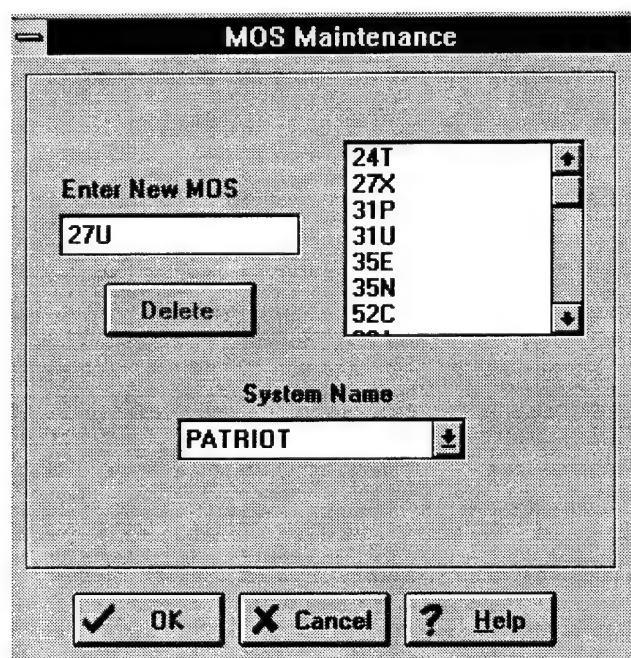 MOS Maintenance
Enter New MOS
27U
Delete
24T
27X
31P
31U
35E
35N
52C
System Name
PATRIOT
OK
Cancel
? Help